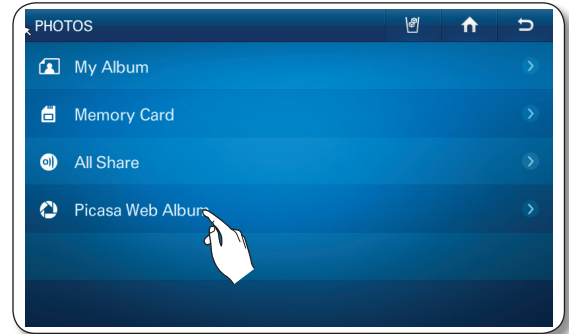 PHOTOS
My Album
Memory Card
All Share
Picasa Web Album